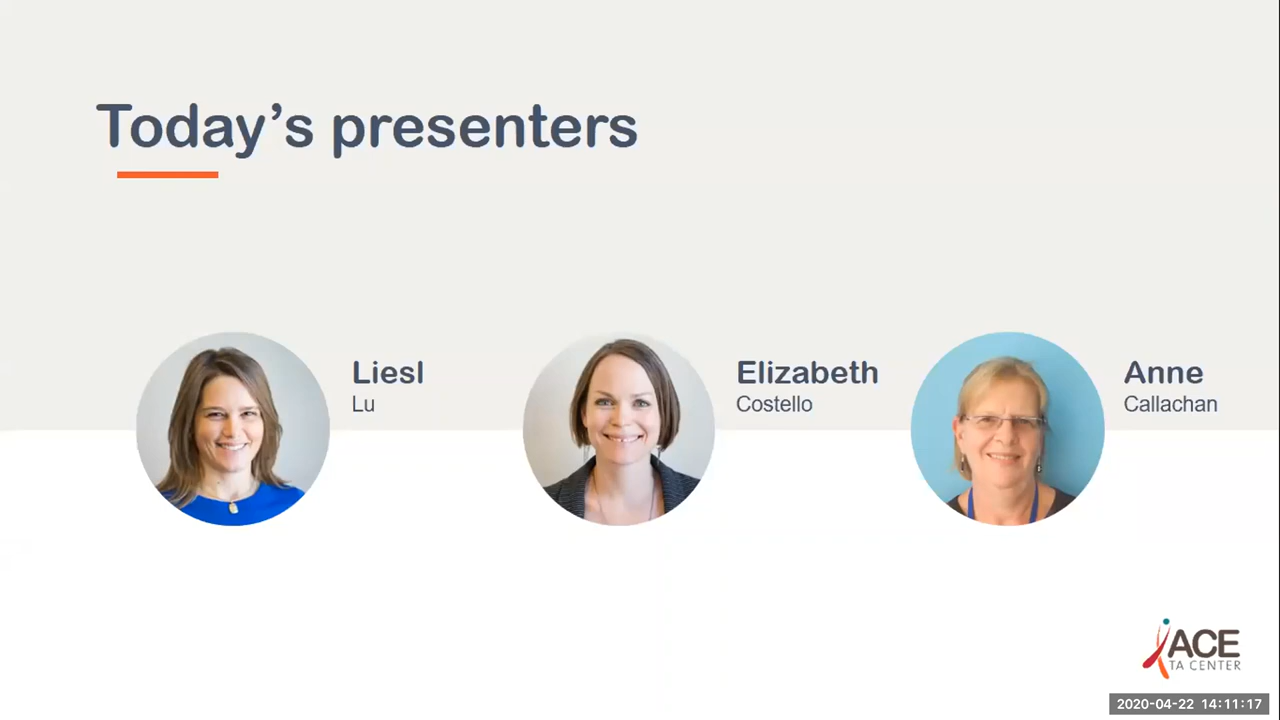 Today’s presenters
Liesl
Lu
Elizabeth
Costello
Anne
Callachan
ACE
TA CENTER
2020-04-22 14:11:17